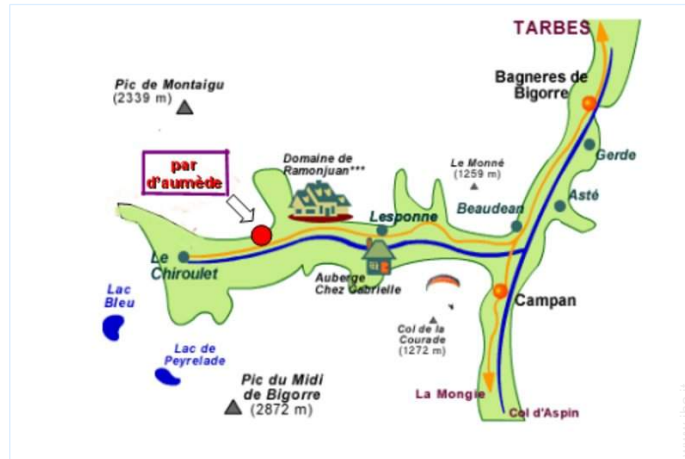 TARBES
Pic de Montaigu
(2339 m)
Bagneres de
Bigorre
par
d'aumède
Domaine de
Ramonjuan***
Le Monné
(1259 m)
Gerde
Asté
Lesponne
Beaudean
Le
Chiroulet
Auberge
Chez Gabrielle
Campan
Lac
Bleu
Col de la
Courade
(1272 m)
Lac de
Peyrelade
Pic du Midi
de Bigorre
(2872 m)
La Mongie
Col d'Aspin